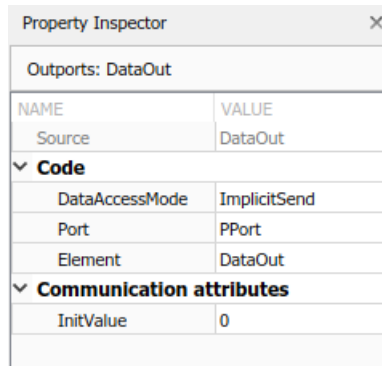 Property Inspector ×
Outports: DataOut
NAME VALUE
Source DataOut
Code
DataAccessMode ImplicitSend
Port PPort
Element DataOut
Communication attributes
InitValue 0